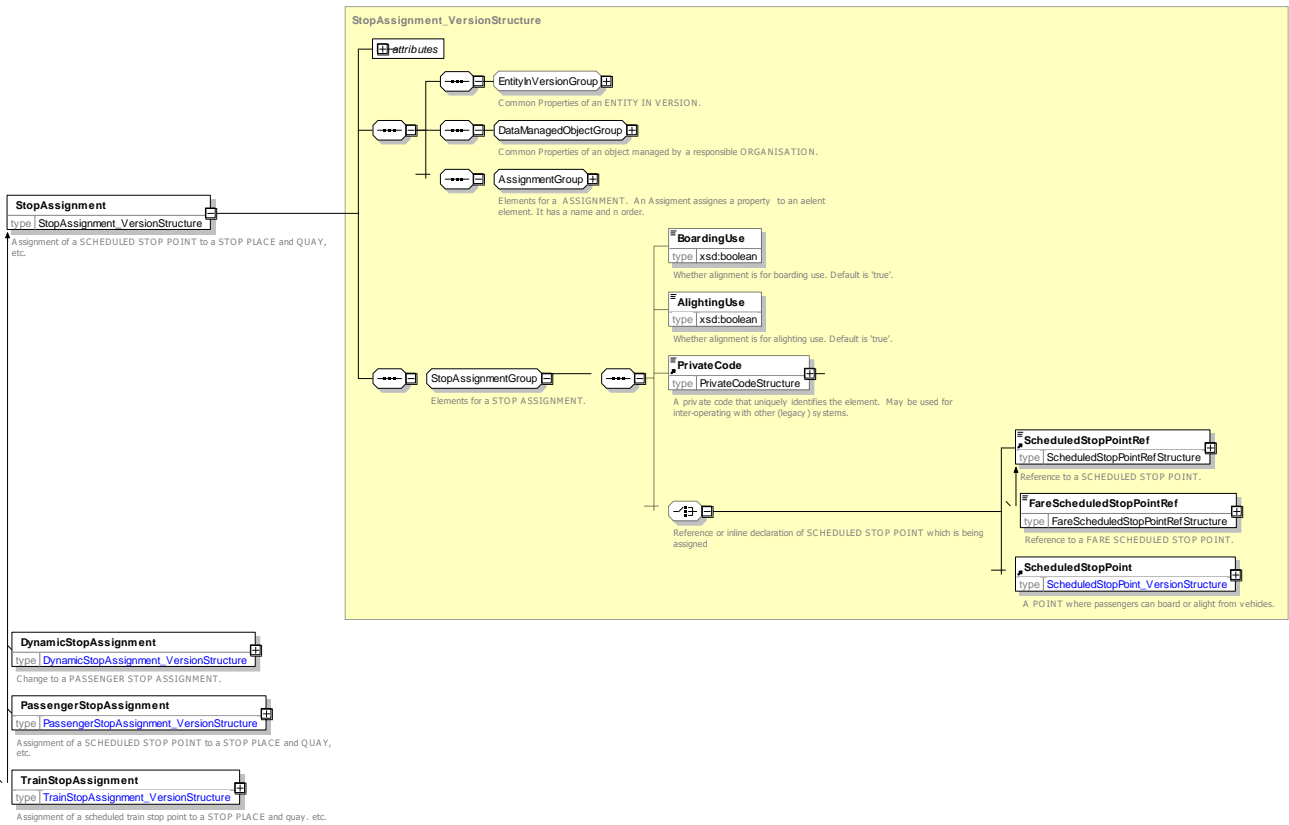 StopAssignment_VersionStructure
attributes
EntityInVersionGroup
Common Properties of an ENTITY IN VERSION.
DataManagedObjectGroup
Common Properties of an object managed by a responsible ORGANISATION.
AssignmentGroup
Elements for a ASSIGNMENT. An Assigment assignes a property to an aelent
element. It has a name and n order.
StopAssignment
type StopAssignment_VersionStructure
Assignment of a SCHEDULED STOP POINT to a STOP PLACE and QUAY,
etc.
BoardingUse
type xsd:boolean
Whether alignment is for boarding use. Default is 'true'.
AlightingUse
type xsd:boolean
Whether alignment is for alighting use. Default is 'true'.
StopAssignmentGroup
Elements for a STOP ASSIGNMENT.
PrivateCode
type PrivateCodeStructure
A private code that uniquely identifies the element. May be used for
inter-operating with other (legacy) systems.
ScheduledStopPointRef
type ScheduledStopPointRefStructure
Reference to a SCHEDULED STOP POINT.
FareScheduledStopPointRef
type FareScheduledStopPointRefStructure
Reference to a FARE SCHEDULED STOP POINT.
Reference or inline declaration of SCHEDULED STOP POINT which is being
assigned
ScheduledStopPoint
type ScheduledStopPoint_VersionStructure
A POINT where passengers can board or alight from vehicles.
DynamicStopAssignment
type DynamicStopAssignment_VersionStructure
Change to a PASSENGER STOP ASSIGNMENT.
PassengerStopAssignment
type PassengerStopAssignment_VersionStructure
Assignment of a SCHEDULED STOP POINT to a STOP PLACE and QUAY,
etc.
TrainStopAssignment
type TrainStopAssignment_VersionStructure
Assignment of a scheduled train stop point to a STOP PLACE and quay. etc.